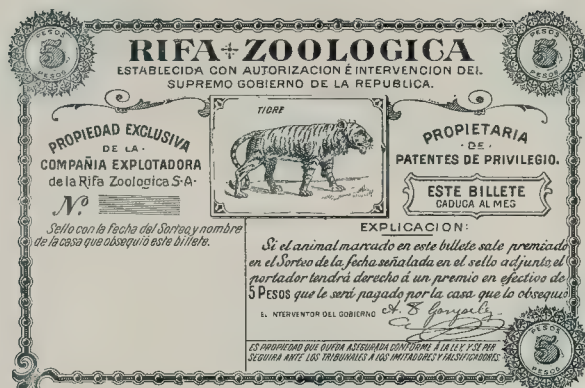 PESOS
5
PESOS
PESOS
5
PESOS
RIFA ZOOLOGICA
ESTABLECIDA CON AUTORIZACION É INTERVENCION DEL
SUPREMO GOBIERNO DE LA REPUBLICA.
PROPIEDAD EXCLUSIVA
DE LA
COMPAÑIA EXPLOTADORA
de la Rifa Zoologica S-A-
Nº
Sello con la fecha del Sorteo, y nombre
de la casa que obsequió este billete.
TIGRE
PROPIETARIA
DE
PATENTES DE PRIVILEGIO.
ESTE BILLETE
CADUCA AL MES
EXPLICACION:
Si el animal marcado en este billete sale premiado
en el Sorteo de la fecha señalada en el sello adjunto, el
portador tendrá derecho á un premio en efectivo de
5 PESOS que le será pagado por la casa que lo obsequió
EL INTERVENTOR DEL GOBIERNO
ES PROPIEDAD QUE QUEDA ASEGURADA CONFORME Á LA LEY, Y SE PER
SEGUIRÁ ANTE LOS TRIBUNALES A LOS IMITADORES Y FALSIFICADORES.
PESOS
5
PESOS